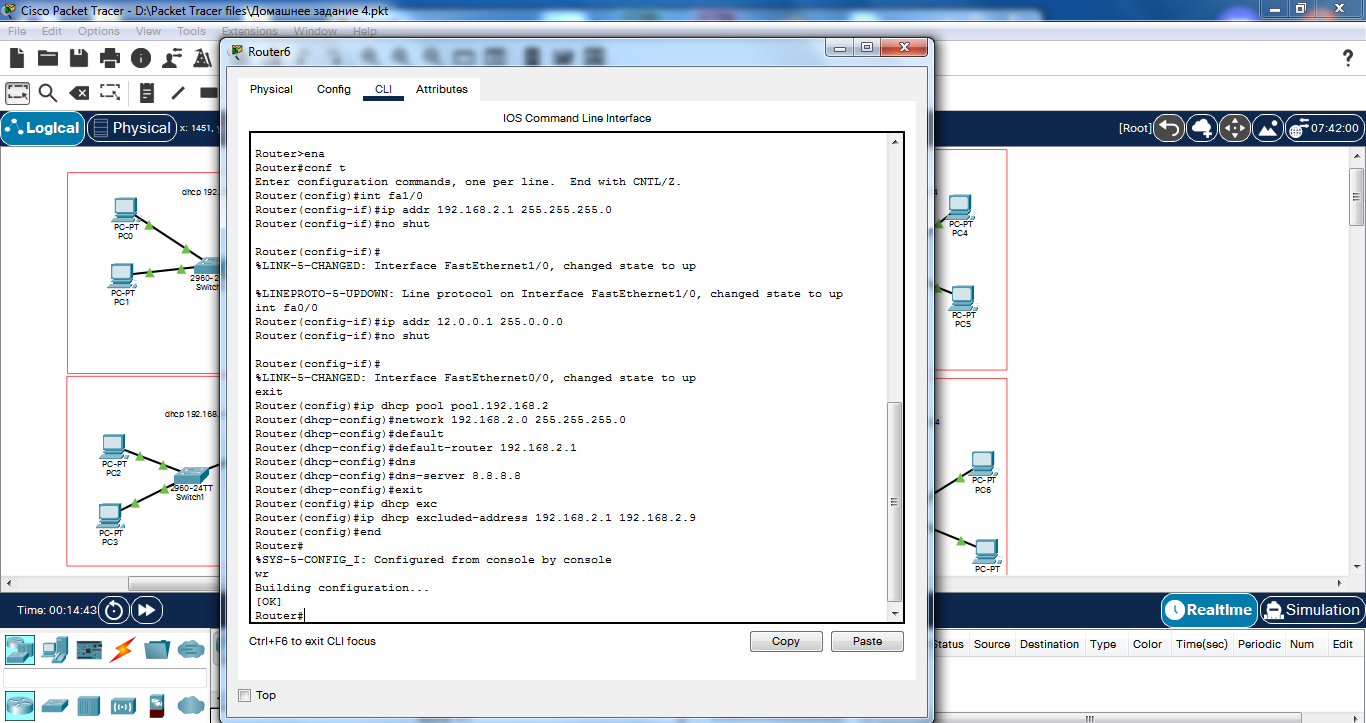 Cisco Packet Tracer - D:\Packet Tracer files\Домашнее задание 4.pkt
File Edit Options View Tools Extensions Window Help
Logical Physical x: 1451,
[Root] 07:42:00
Router6
Physical Config CLI Attributes
IOS Command Line Interface
Router>ena
Router#conf t
Enter configuration commands, one per line. End with CNTL/Z.
Router(config)#int fa1/0
Router(config-if)#ip addr 192.168.2.1 255.255.255.0
Router(config-if)#no shut
Router(config-if)#
%LINK-5-CHANGED: Interface FastEthernet1/0, changed state to up
%LINEPROTO-5-UPDOWN: Line protocol on Interface FastEthernet1/0, changed state to up
int fa0/0
Router(config-if)#ip addr 12.0.0.1 255.0.0.0
Router(config-if)#no shut
Router(config-if)#
%LINK-5-CHANGED: Interface FastEthernet0/0, changed state to up
exit
Router(config)#ip dhcp pool pool.192.168.2
Router(dhcp-config)#network 192.168.2.0 255.255.255.0
Router(dhcp-config)#default
Router(dhcp-config)#default-router 192.168.2.1
Router(dhcp-config)#dns
Router(dhcp-config)#dns-server 8.8.8.8
Router(dhcp-config)#exit
Router(config)#ip dhcp exc
Router(config)#ip dhcp excluded-address 192.168.2.1 192.168.2.9
Router(config)#end
Router#
%SYS-5-CONFIG_I: Configured from console by console
wr
Building configuration...
[OK]
Router#
Ctrl+F6 to exit CLI focus
Copy Paste
Top
dhcp 192.
PC-PT
PC0
PC-PT
PC1
2960-2
Switch
dhcp 192.168.
PC-PT
PC2
2960-24TT
Switch1
PC-PT
PC3
4
PC-PT
PC4
PC-PT
PC5
4
PC-PT
PC6
PC-PT
Time: 00:14:43
Realtime Simulation
tatus Source Destination Type Color Time(sec) Periodic Num Edit